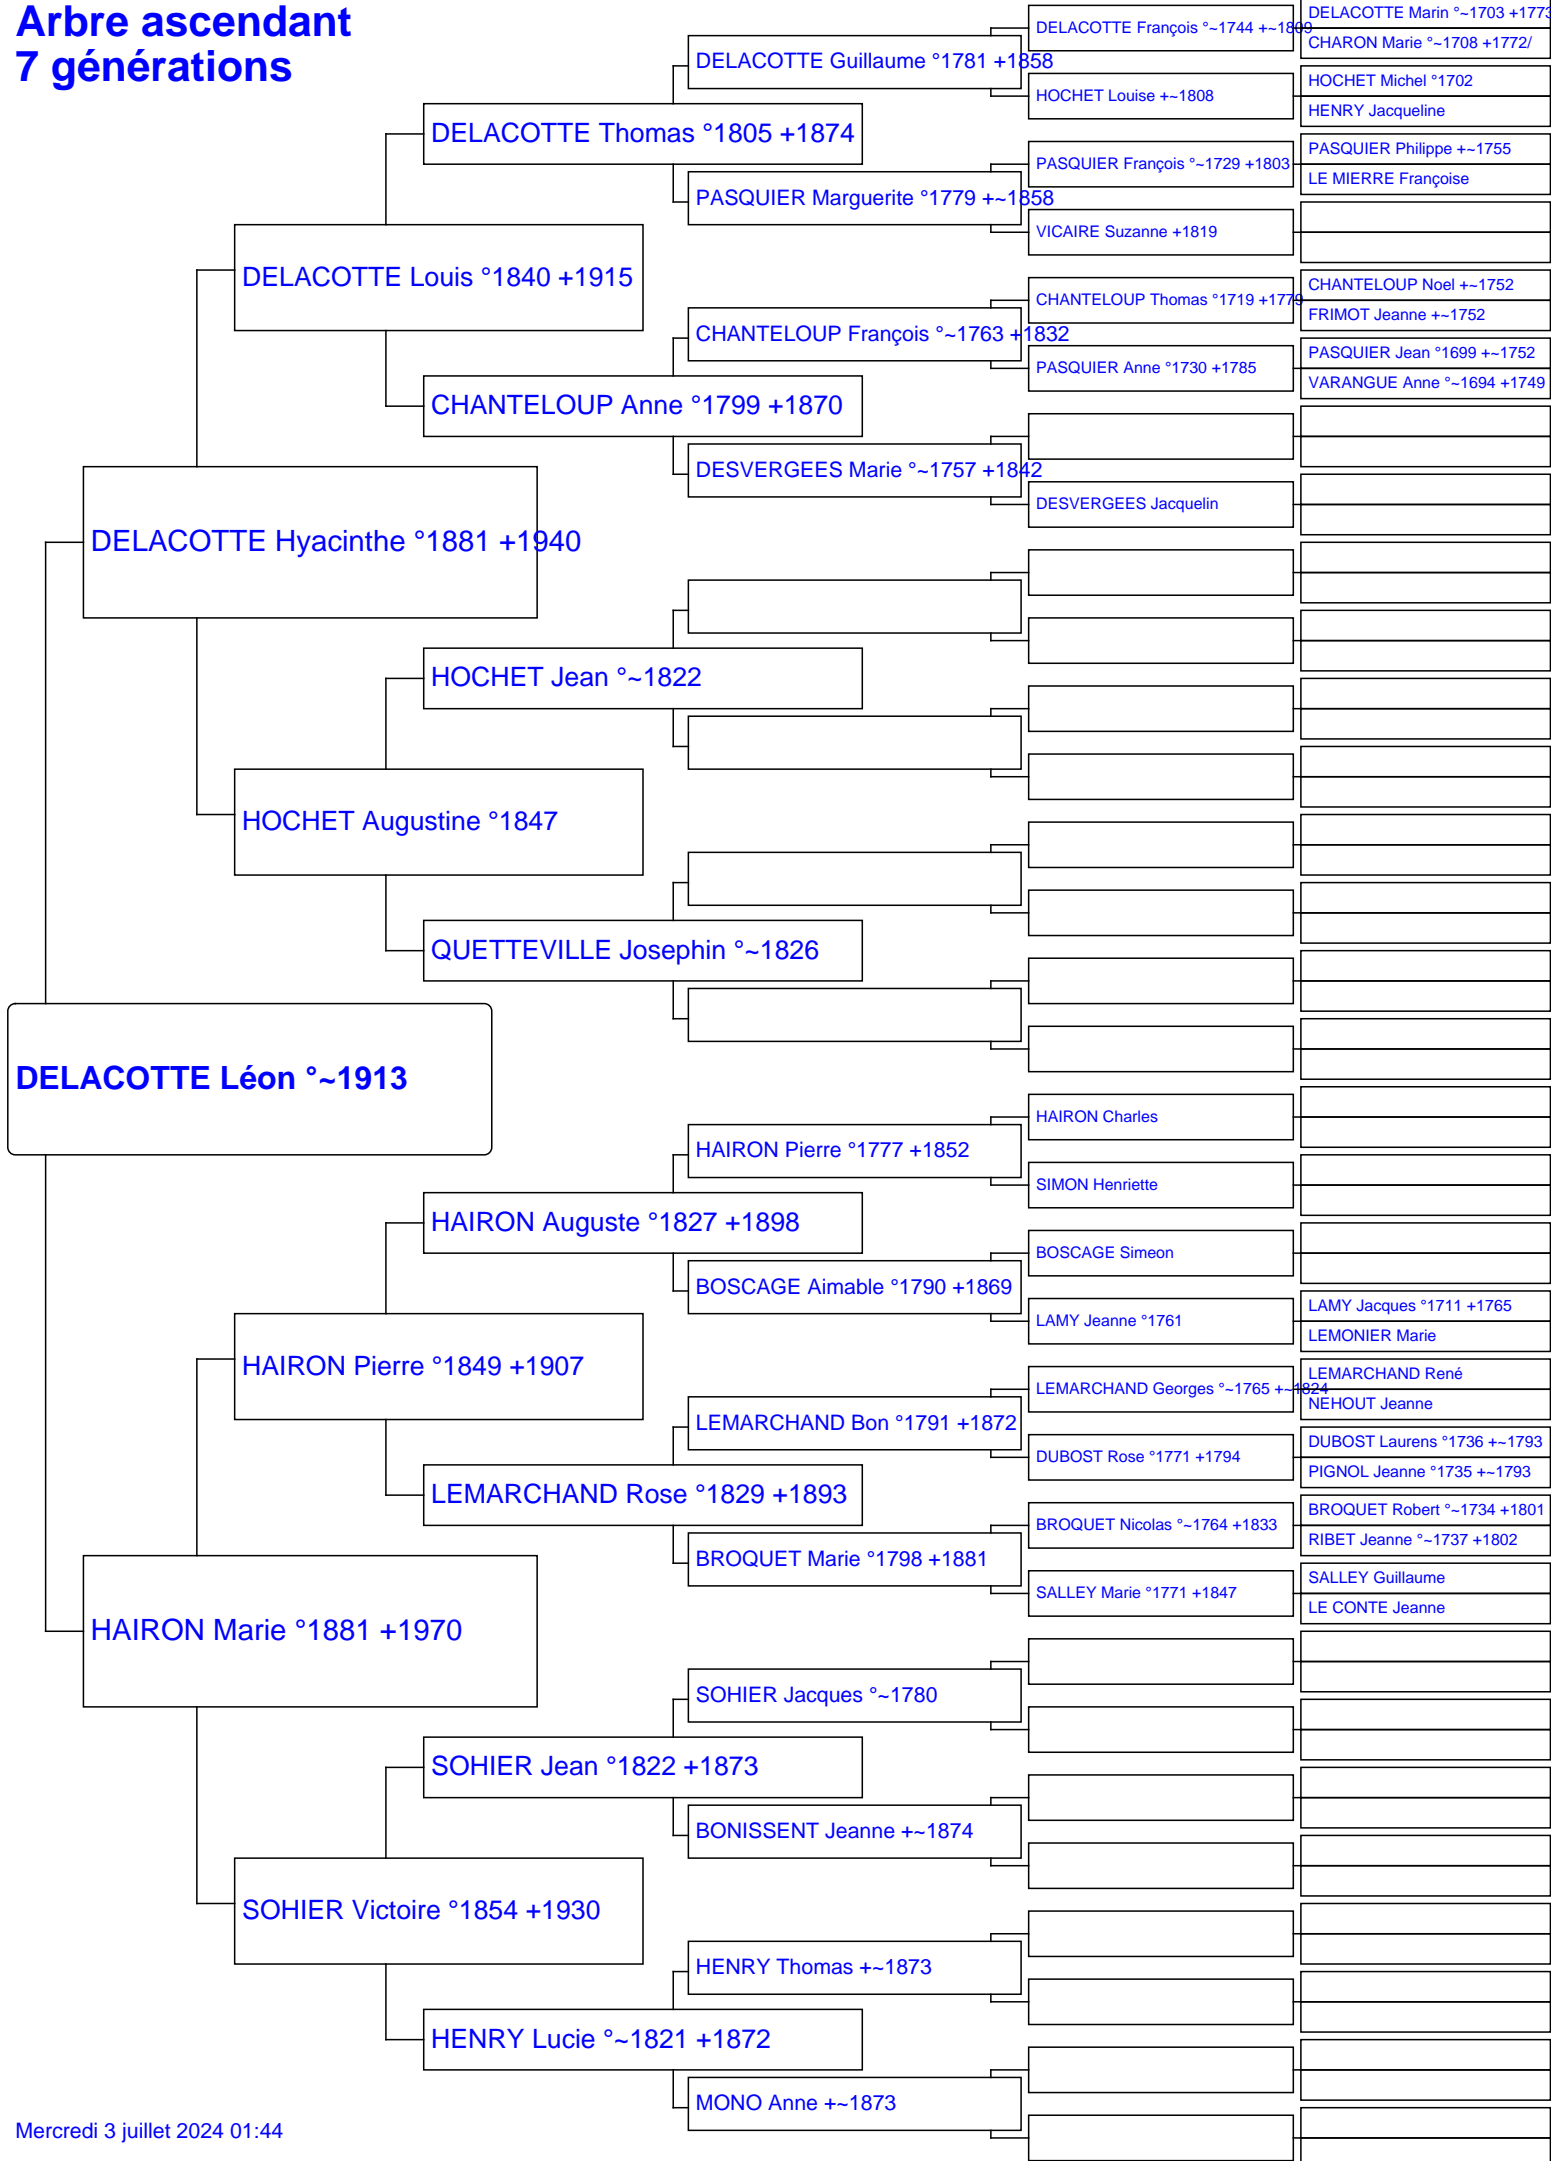 Arbre ascendant
7 générations
DELACOTTE Léon °~1913
DELACOTTE Hyacinthe °1881 +1940
HAIRON Marie °1881 +1970
DELACOTTE Louis °1840 +1915
HOCHET Augustine °1847
HAIRON Pierre °1849 +1907
SOHIER Victoire °1854 +1930
DELACOTTE Thomas °1805 +1874
CHANTELOUP Anne °1799 +1870
HOCHET Jean °~1822
QUETTEVILLE Josephin °~1826
HAIRON Auguste °1827 +1898
LEMARCHAND Rose °1829 +1893
SOHIER Jean °1822 +1873
HENRY Lucie °~1821 +1872
DELACOTTE Guillaume °1781 +1858
PASQUIER Marguerite °1779 +~1858
CHANTELOUP François °~1763 +1832
DESVERGEES Marie °~1757 +1842
HAIRON Pierre °1777 +1852
BOSCAGE Aimable °1790 +1869
LEMARCHAND Bon °1791 +1872
BROQUET Marie °1798 +1881
SOHIER Jacques °~1780
BONISSENT Jeanne +~1874
HENRY Thomas +~1873
MONO Anne +~1873
DELACOTTE François °~1744 +~1809
HOCHET Louise +~1808
PASQUIER François °~1729 +1803
VICAIRE Suzanne +1819
CHANTELOUP Thomas °1719 +1779
PASQUIER Anne °1730 +1785
DESVERGEES Jacquelin
HAIRON Charles
SIMON Henriette
BOSCAGE Simeon
LAMY Jeanne °1761
LEMARCHAND Georges °~1765 +~1824
DUBOST Rose °1771 +1794
BROQUET Nicolas °~1764 +1833
SALLEY Marie °1771 +1847
DELACOTTE Marin °~1703 +1773
CHARON Marie °~1708 +1772/
HOCHET Michel °1702
HENRY Jacqueline
PASQUIER Philippe +~1755
LE MIERRE Françoise
CHANTELOUP Noel +~1752
FRIMOT Jeanne +~1752
PASQUIER Jean °1699 +~1752
VARANGUE Anne °~1694 +1749
LAMY Jacques °1711 +1765
LEMONIER Marie
LEMARCHAND René
NEHOUT Jeanne
DUBOST Laurens °1736 +~1793
PIGNOL Jeanne °1735 +~1793
BROQUET Robert °~1734 +1801
RIBET Jeanne °~1737 +1802
SALLEY Guillaume
LE CONTE Jeanne
Mercredi 3 juillet 2024 01:44